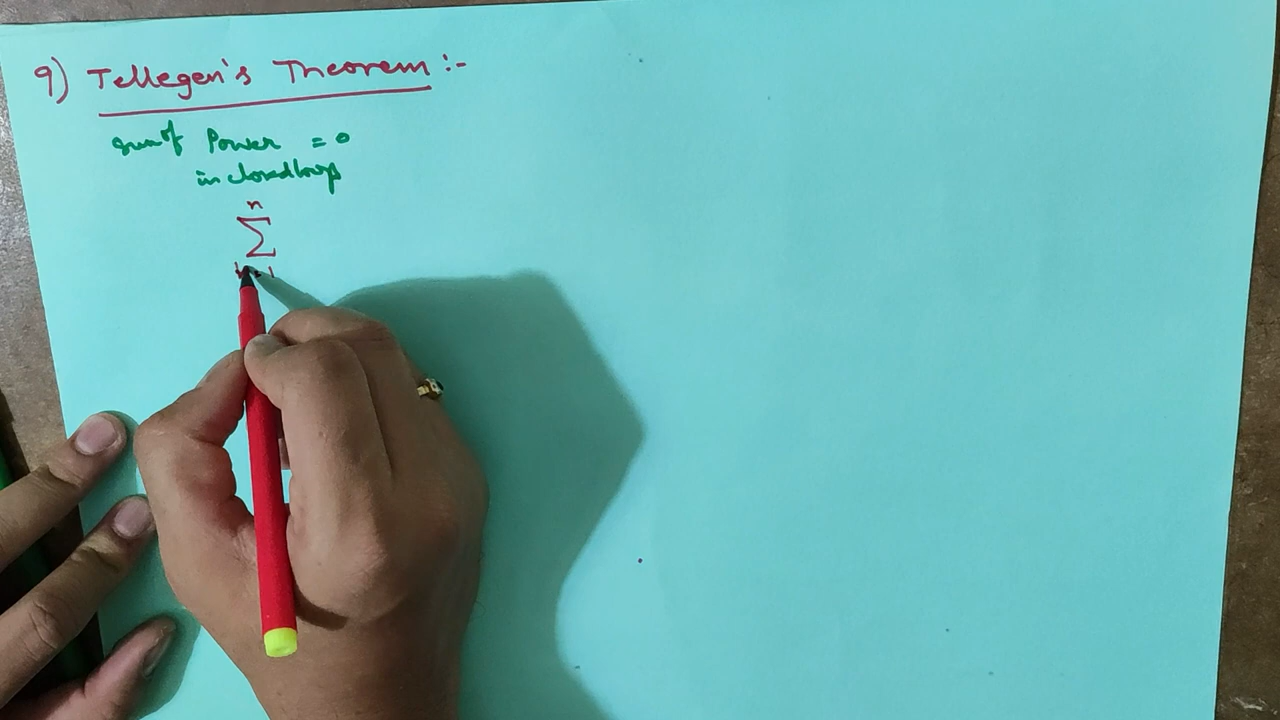 9) Tellegen's Theorem :-
sum of Power = 0
in closed loop
n
Σ